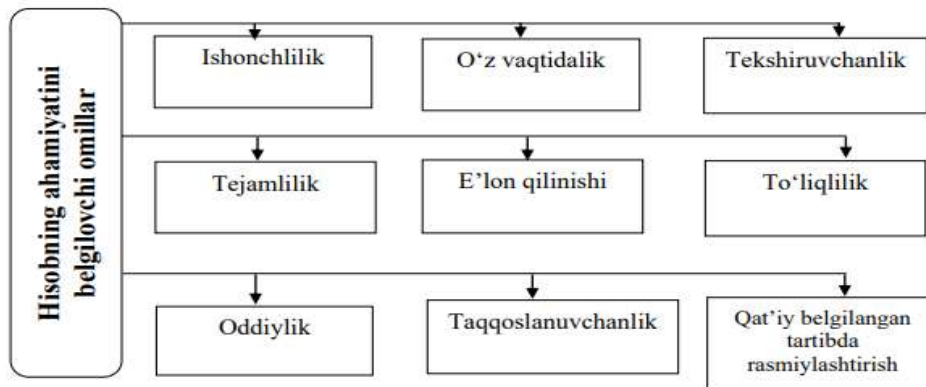 Hisobning ahamiyatini
belgilovchi omillar
Ishonchlilik
O‘z vaqtidalik
Tekshiruvchanlik
Tejamlilik
E’lon qilinishi
To‘liqlilik
Oddiylik
Taqqoslanuvchanlik
Qat’iy belgilangan
tartibda
rasmiylashtirish